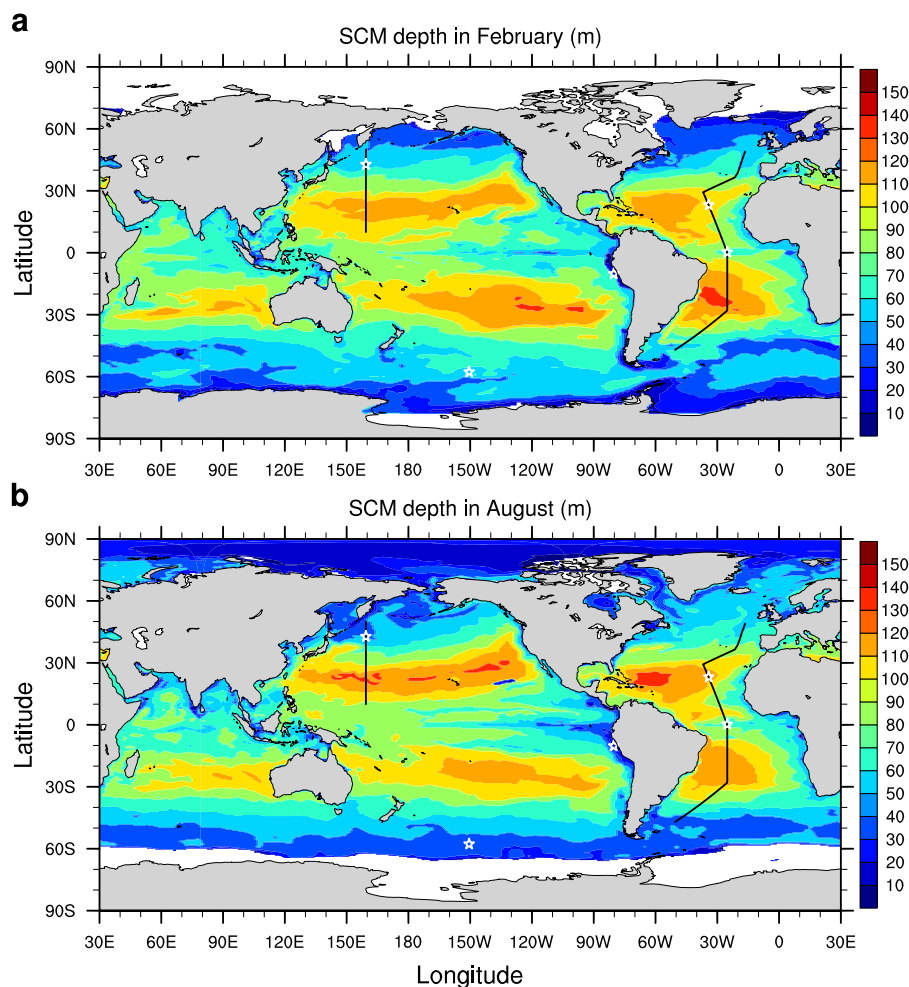 a
SCM depth in February (m)
90N
60N
30N
0
30S
60S
90S
Latitude
30E 60E 90E 120E 150E 180 150W 120W 90W 60W 30W 0 30E
150
140
130
120
110
100
90
80
70
60
50
40
30
20
10
b
SCM depth in August (m)
90N
60N
30N
0
30S
60S
90S
Latitude
30E 60E 90E 120E 150E 180 150W 120W 90W 60W 30W 0 30E
Longitude
150
140
130
120
110
100
90
80
70
60
50
40
30
20
10